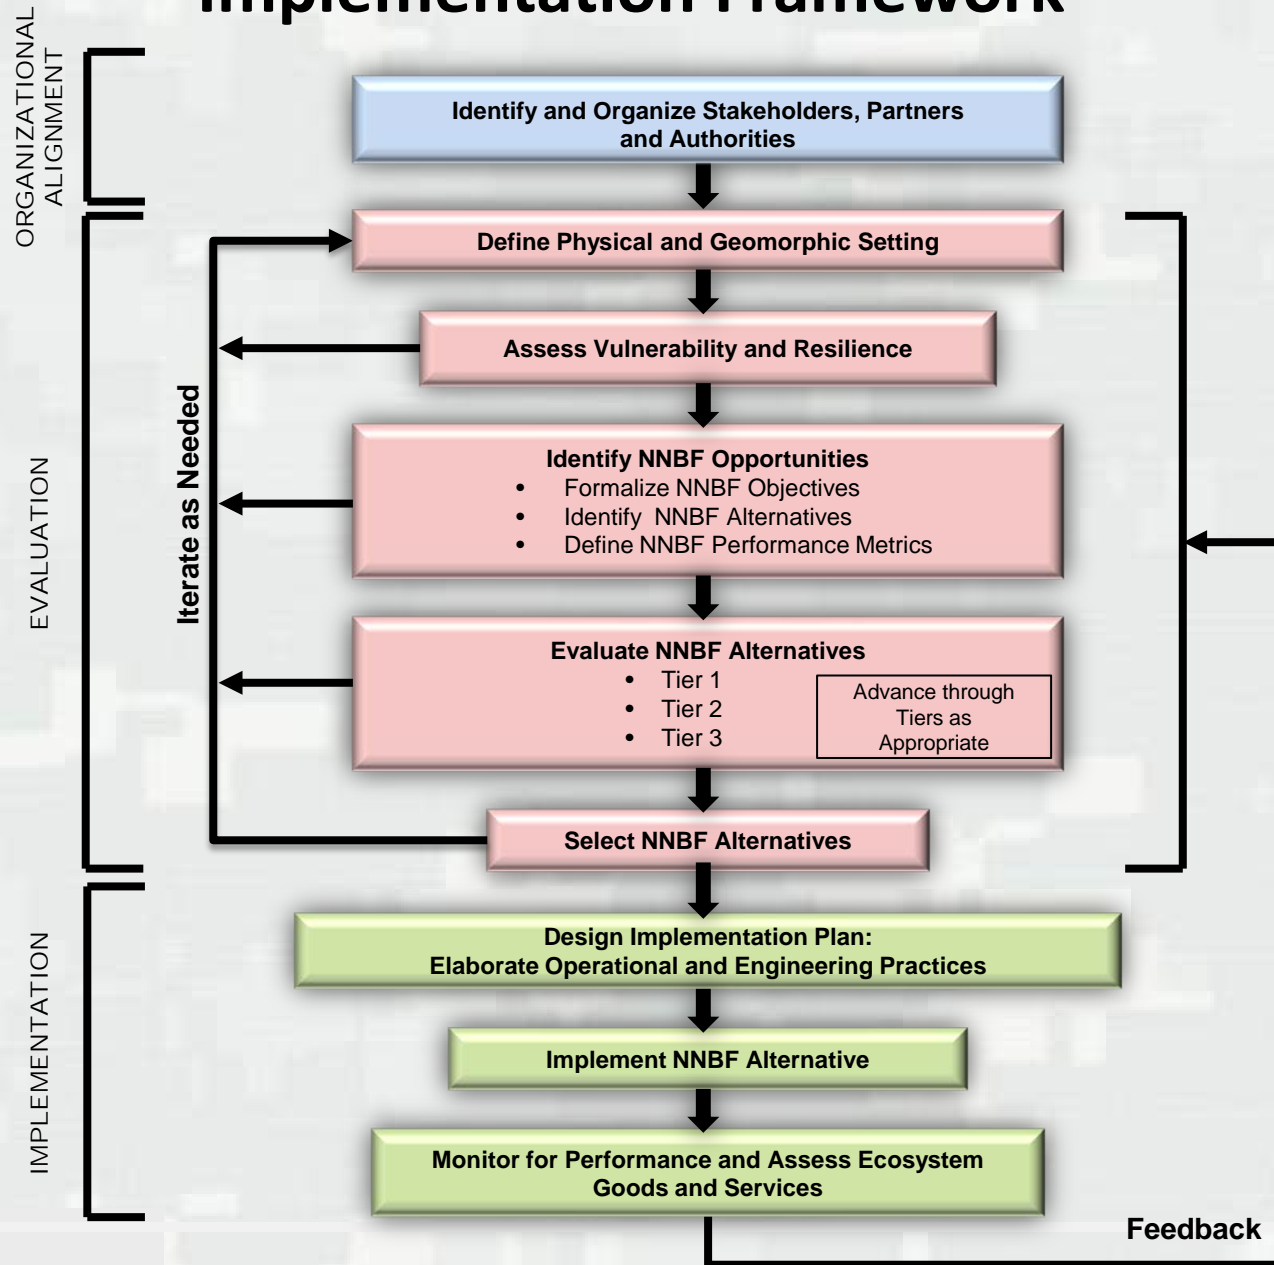 Implementation Framework
ORGANIZATIONAL
ALIGNMENT
Identify and Organize Stakeholders, Partners
and Authorities
EVALUATION
Iterate as Needed
Define Physical and Geomorphic Setting
Assess Vulnerability and Resilience
Identify NNBF Opportunities
• Formalize NNBF Objectives
• Identify NNBF Alternatives
• Define NNBF Performance Metrics
Evaluate NNBF Alternatives
• Tier 1
• Tier 2
• Tier 3
Advance through
Tiers as
Appropriate
Select NNBF Alternatives
IMPLEMENTATION
Design Implementation Plan:
Elaborate Operational and Engineering Practices
Implement NNBF Alternative
Monitor for Performance and Assess Ecosystem
Goods and Services
Feedback